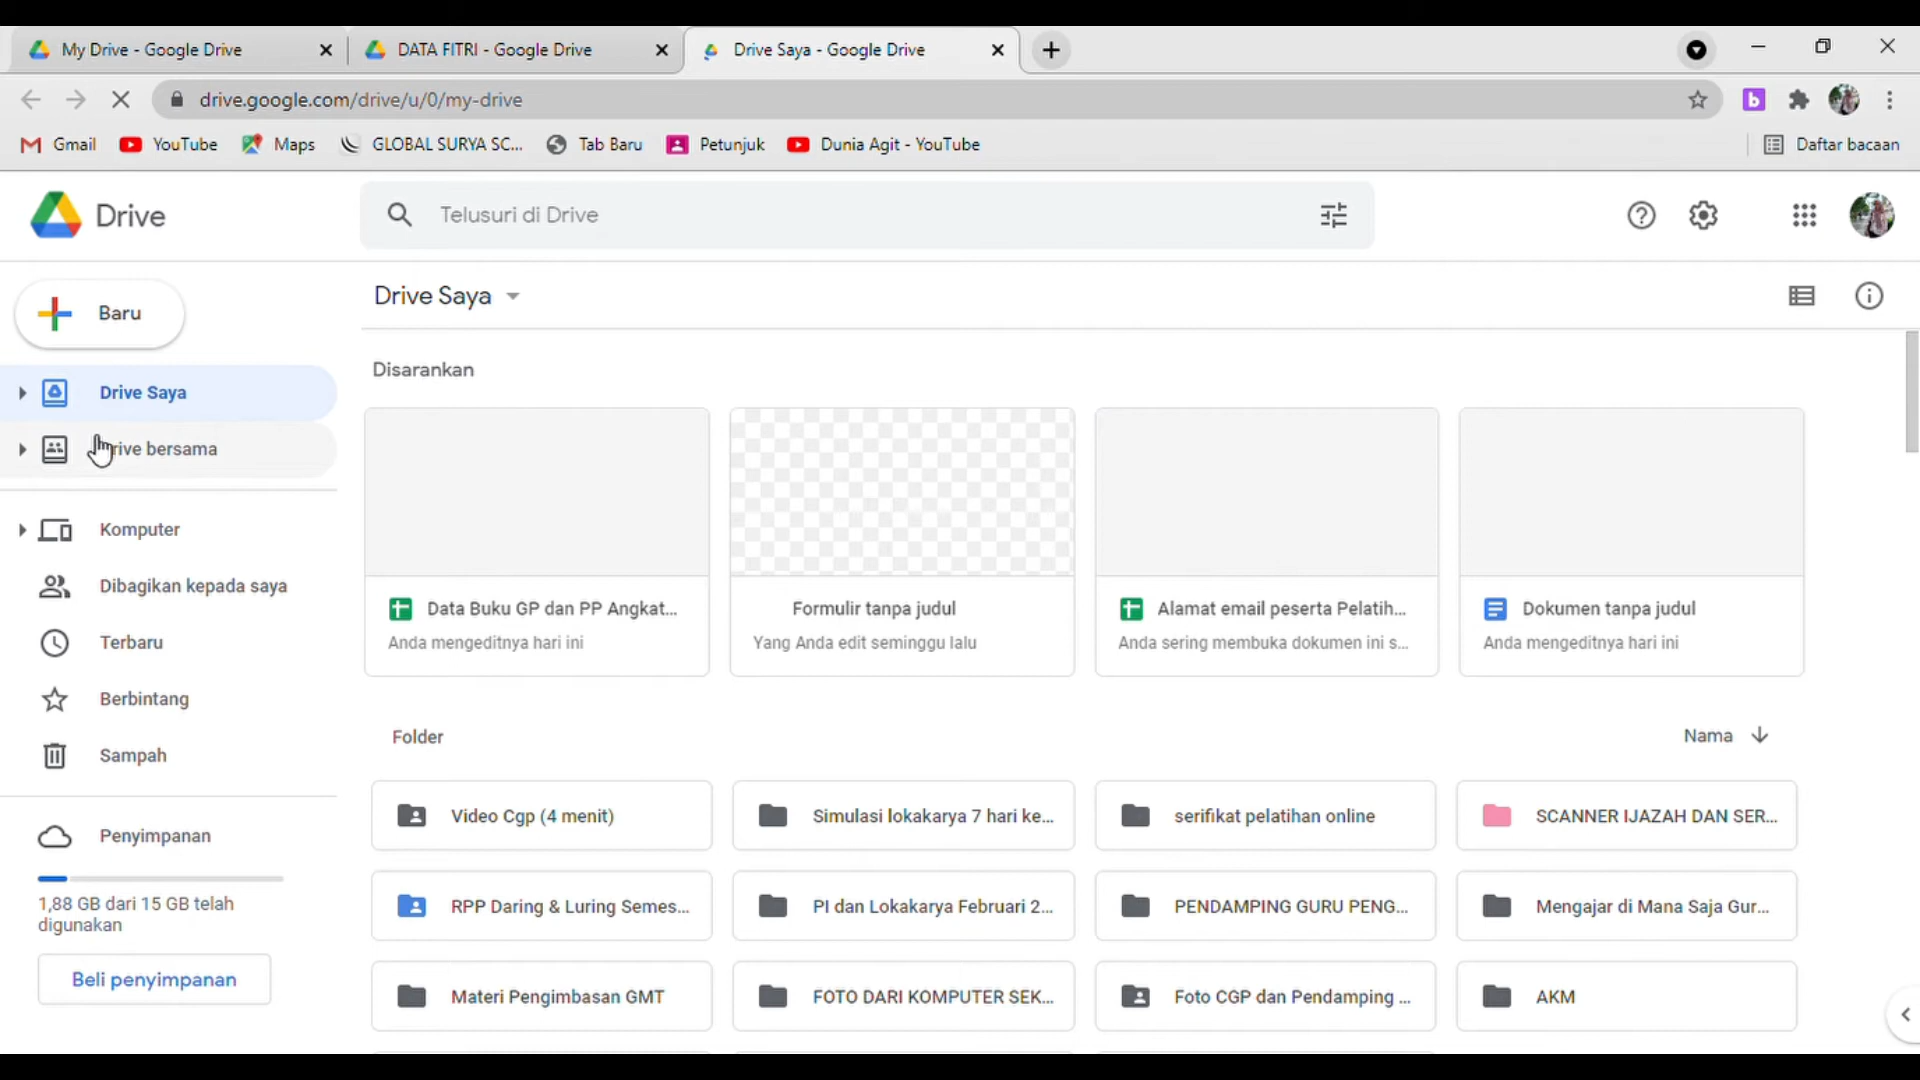 My Drive - Google Drive
DATA FITRI - Google Drive
Drive Saya - Google Drive
drive.google.com/drive/u/0/my-drive
Gmail
YouTube
Maps
GLOBAL SURYA SC...
Tab Baru
Petunjuk
Dunia Agit - YouTube
Daftar bacaan
Drive
Telusuri di Drive
Baru
Drive Saya
Drive Saya
rive bersama
Komputer
Dibagikan kepada saya
Terbaru
Berbintang
Sampah
Penyimpanan
1,88 GB dari 15 GB telah
digunakan
Beli penyimpanan
Disarankan
Data Buku GP dan PP Angkat...
Anda mengeditnya hari ini
Formulir tanpa judul
Yang Anda edit seminggu lalu
Alamat email peserta Pelatih...
Anda sering membuka dokumen ini s...
Dokumen tanpa judul
Anda mengeditnya hari ini
Folder
Nama
Video Cgp (4 menit)
Simulasi lokakarya 7 hari ke...
serifikat pelatihan online
SCANNER IJAZAH DAN SER...
RPP Daring & Luring Semes...
PI dan Lokakarya Februari 2...
PENDAMPING GURU PENG...
Mengajar di Mana Saja Gur...
Materi Pengimbasan GMT
FOTO DARI KOMPUTER SEK...
Foto CGP dan Pendamping ...
AKM